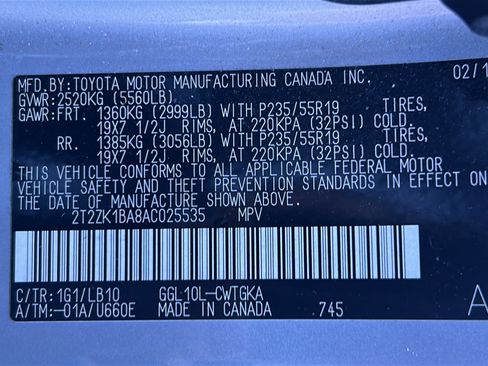 MFD.BY:TOYOTA MOTOR MANUFACTURING CANADA INC. 02/1
GVWR:2520KG (5560LB)
GAWR:FRT. 1360KG (2999LB) WITH P235/55R19 TIRES,
19X7 1/2J RIMS, AT 220KPA (32PSI) COLD.
RR. 1385KG (3056LB) WITH P235/55R19 TIRES,
19X7 1/2J RIMS, AT 220KPA (32PSI) COLD.
THIS VEHICLE CONFORMS TO ALL APPLICABLE FEDERAL MOTOR
VEHICLE SAFETY AND THEFT PREVENTION STANDARDS IN EFFECT ON
THE DATE OF MANUFACTURE SHOWN ABOVE.
2T2ZK1BA8AC025535 MPV
C/TR:1G1/LB10 GGL10L-CWTGKA A
A/TM:-01A/U660E MADE IN CANADA 745